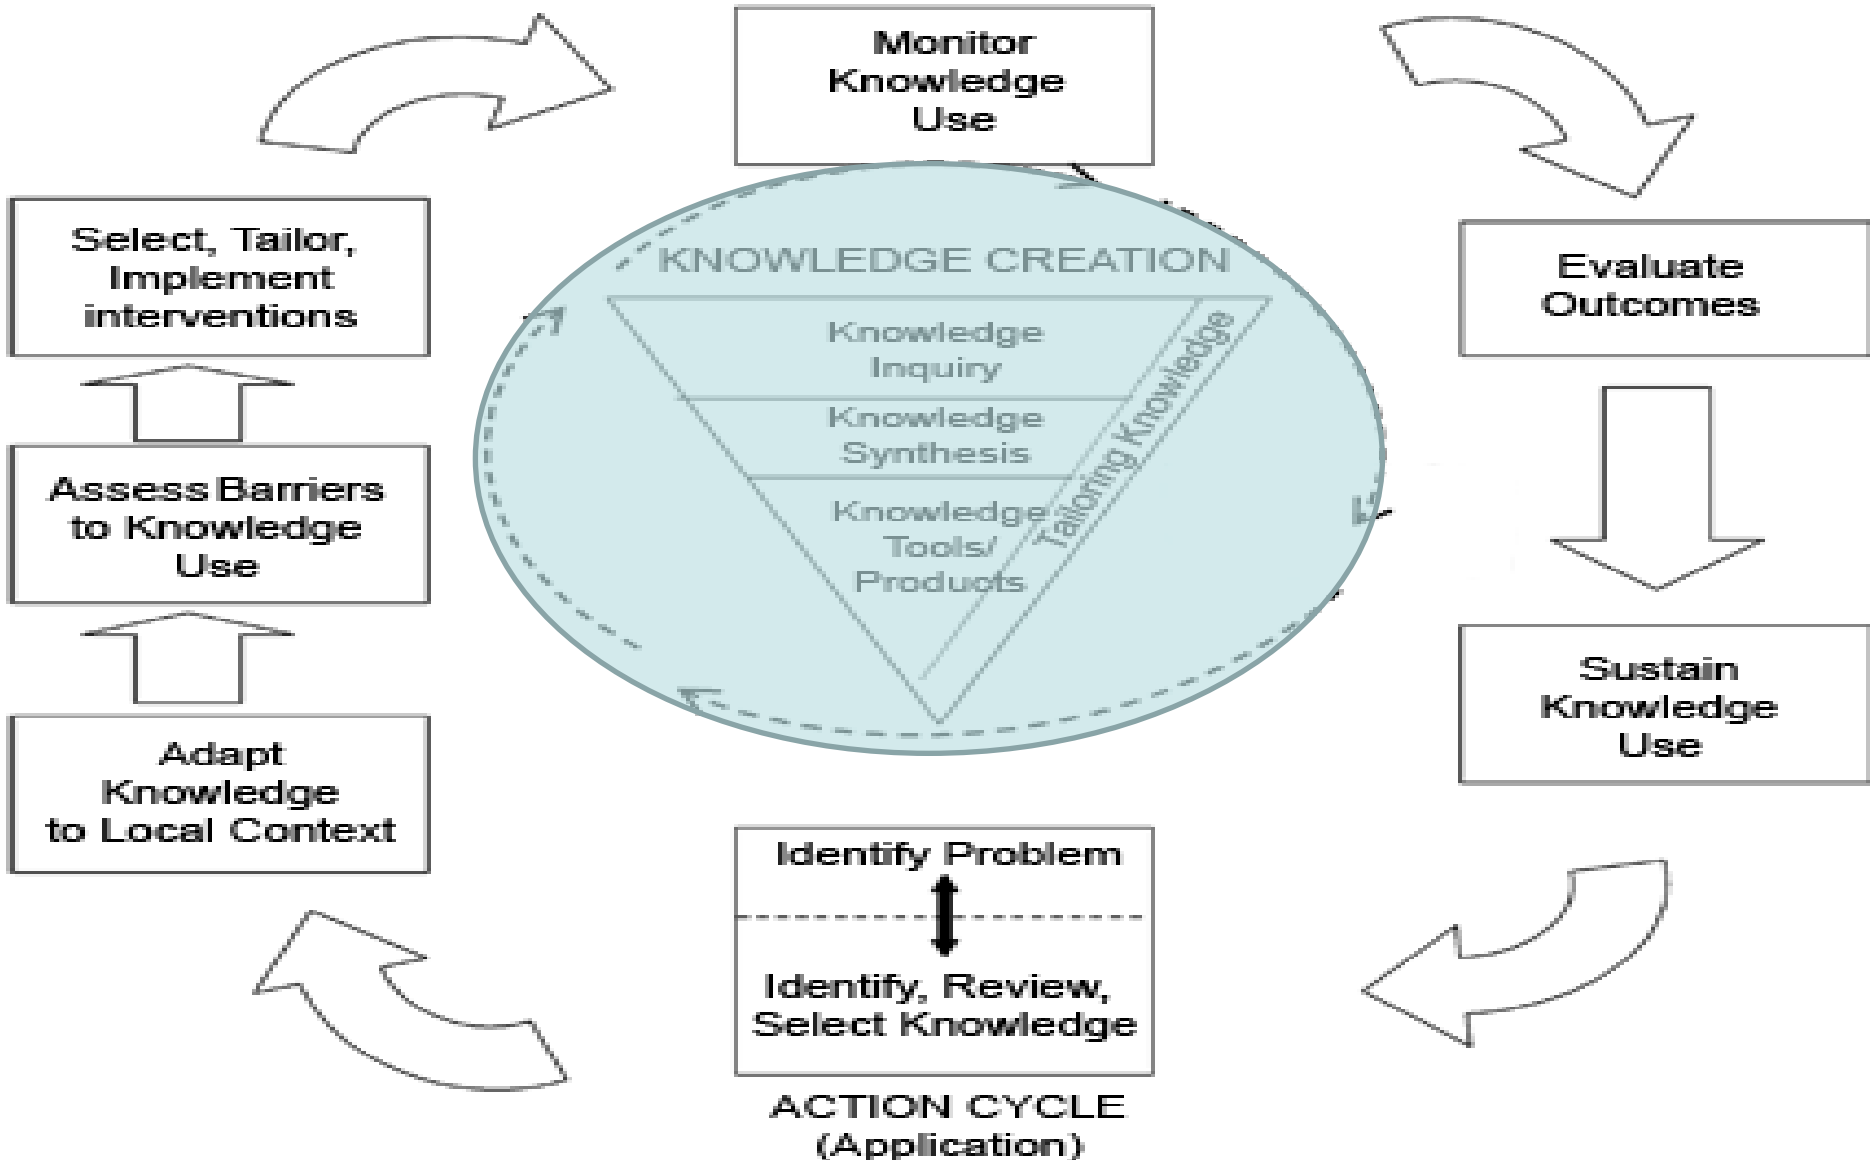 Monitor
Knowledge
Use
Select, Tailor,
Implement
interventions
Evaluate
Outcomes
KNOWLEDGE CREATION
Knowledge
Inquiry
Knowledge
Synthesis
Knowledge
Tools/
Products
Tailoring Knowledge
Assess Barriers
to Knowledge
Use
Sustain
Knowledge
Use
Adapt
Knowledge
to Local Context
Identify Problem
Identify, Review,
Select Knowledge
ACTION CYCLE
(Application)